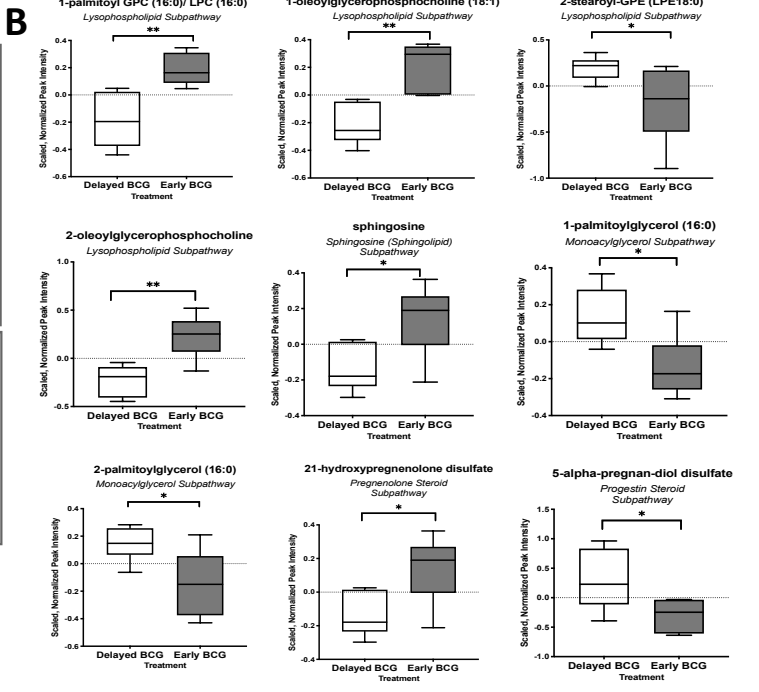 B
1-palmitoyl GPC (16:0)/ LPC (16:0)
Lysophospholipid Subpathway
**
Scaled, Normalized Peak Intensity
0.4
0.2
0.0
-0.2
-0.4
-0.6
Delayed BCG Early BCG
Treatment
1-oleoylglycerophosphocholine (18:1)
Lysophospholipid Subpathway
**
Scaled, Normalized Peak Intensity
0.4
0.2
0.0
-0.2
-0.4
-0.6
Delayed BCG Early BCG
Treatment
2-stearoyl-GPE (LPE18:0)
Lysophospholipid Subpathway
*
Scaled, Normalized Peak Intensity
0.5
0.0
-0.5
-1.0
Delayed BCG Early BCG
Treatment
2-oleoylglycerophosphocholine
Lysophospholipid Subpathway
**
Scaled, Normalized Peak Intensity
1.0
0.5
0.0
-0.5
Delayed BCG Early BCG
Treatment
sphingosine
Sphingosine (Sphingolipid)
Subpathway
*
Scaled, Normalized Peak Intensity
0.4
0.2
0.0
-0.2
-0.4
Delayed BCG Early BCG
Treatment
1-palmitoylglycerol (16:0)
Monoacylglycerol Subpathway
*
Scaled, Normalized Peak Intensity
0.4
0.2
0.0
-0.2
-0.4
Delayed BCG Early BCG
Treatment
2-palmitoylglycerol (16:0)
Monoacylglycerol Subpathway
*
Scaled, Normalized Peak Intensity
0.4
0.2
0.0
-0.2
-0.4
-0.6
Delayed BCG Early BCG
Treatment
21-hydroxypregnenolone disulfate
Pregnenolone Steroid
Subpathway
*
Scaled, Normalized Peak Intensity
0.4
0.2
0.0
-0.2
-0.4
Delayed BCG Early BCG
Treatment
5-alpha-pregnan-diol disulfate
Progestin Steroid
Subpathway
*
Scaled, Normalized Peak Intensity
1.5
1.0
0.5
0.0
-0.5
-1.0
Delayed BCG Early BCG
Treatment